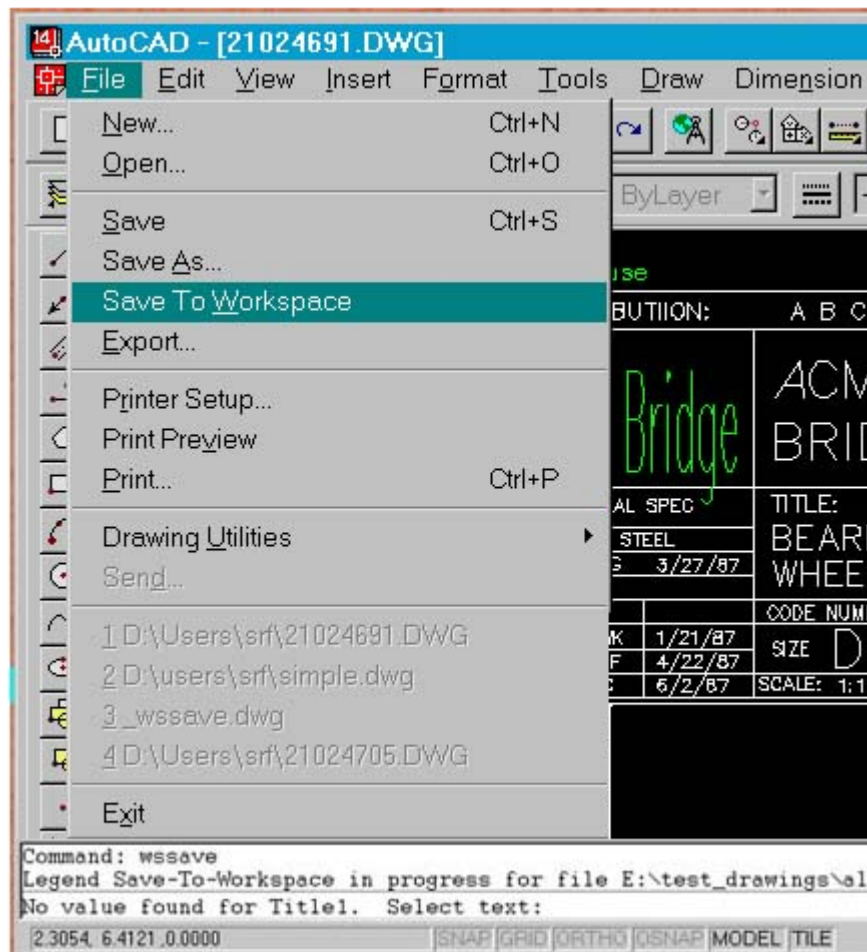 14 AutoCAD - [21024691.DWG]
File Edit View Insert Format Tools Draw Dimension
New... Ctrl+N
Open... Ctrl+O
ByLayer
Save Ctrl+S
Save As...
Save To Workspace
Export...
Printer Setup...
Print Preview
Print... Ctrl+P
Drawing Utilities
Send...
1 D:\Users\srf\21024691.DWG
2 D:\users\srf\simple.dwg
3 _wssave.dwg
4 D:\Users\srf\21024705.DWG
Exit
use
BUTIION: A B C
Bridge
ACM
BRID
AL SPEC
STEEL
3/27/87
TITLE:
BEAR
WHEE
CODE NUM
1/21/87
4/22/87
6/2/87
SIZE D
SCALE: 1:1
Command: wssave
Legend Save-To-Workspace in progress for file E:\test_drawings\al
No value found for Title1. Select text:
2.3054, 6.4121 ,0.0000 SNAP GRID ORTHO OSNAP MODEL TILE